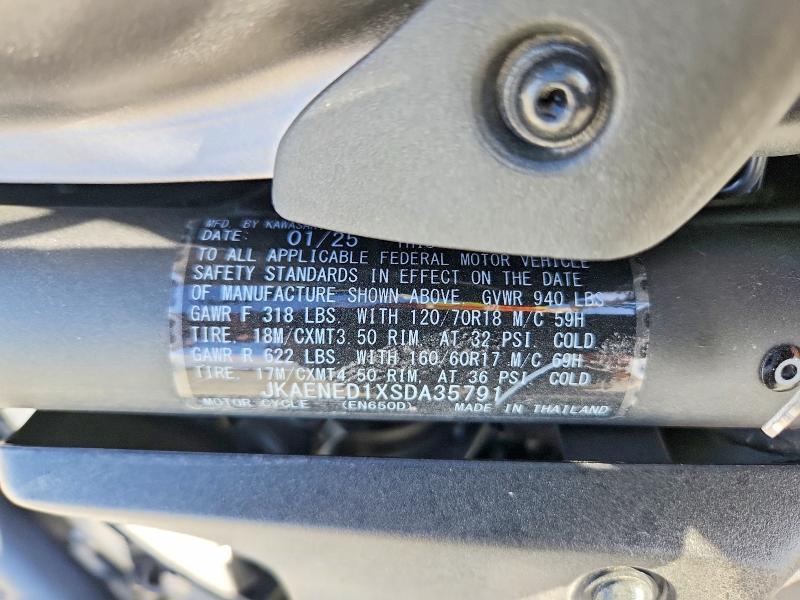 MFD. BY
DATE: 01/25
TO ALL APPLICABLE FEDERAL MOTOR VEHICLE
SAFETY STANDARDS IN EFFECT ON THE DATE
OF MANUFACTURE SHOWN ABOVE. GVWR 940 LBS
GAWR F 318 LBS. WITH 120/70R18 M/C 59H
TIRE, 18M/CXMT3.50 RIM, AT 32 PSI COLD
GAWR R 622 LBS. WITH 160/60R17 M/C 69H
TIRE, 17M/CXMT4.50 RIM, AT 36 PSI COLD
JKAENED1XSDA35791
MOTOR CYCLE (EN650D) MADE IN THAILAND